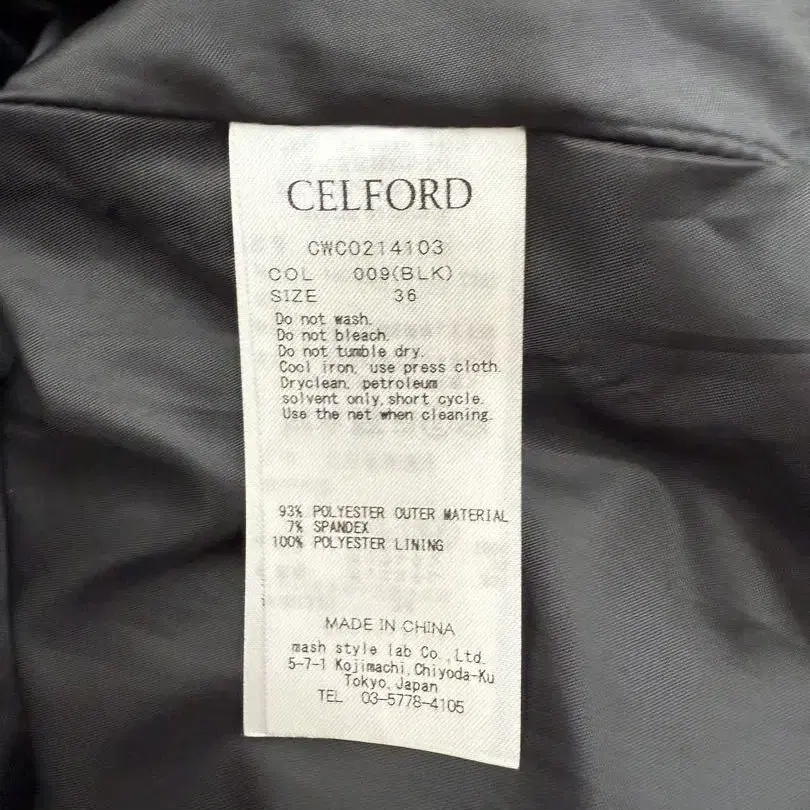 CELFORD
CWCO214103
COL 009(BLK)
SIZE 36
Do not wash.
Do not bleach.
Do not tumble dry.
Cool iron, use press cloth.
Dryclean, petroleum
solvent only, short cycle.
Use the net when cleaning.
93% POLYESTER OUTER MATERIAL
7% SPANDEX
100% POLYESTER LINING
MADE IN CHINA
mash style lab Co., Ltd.
5-7-1 Kojimachi, Chiyoda-Ku
Tokyo, Japan
TEL 03-5778-4105